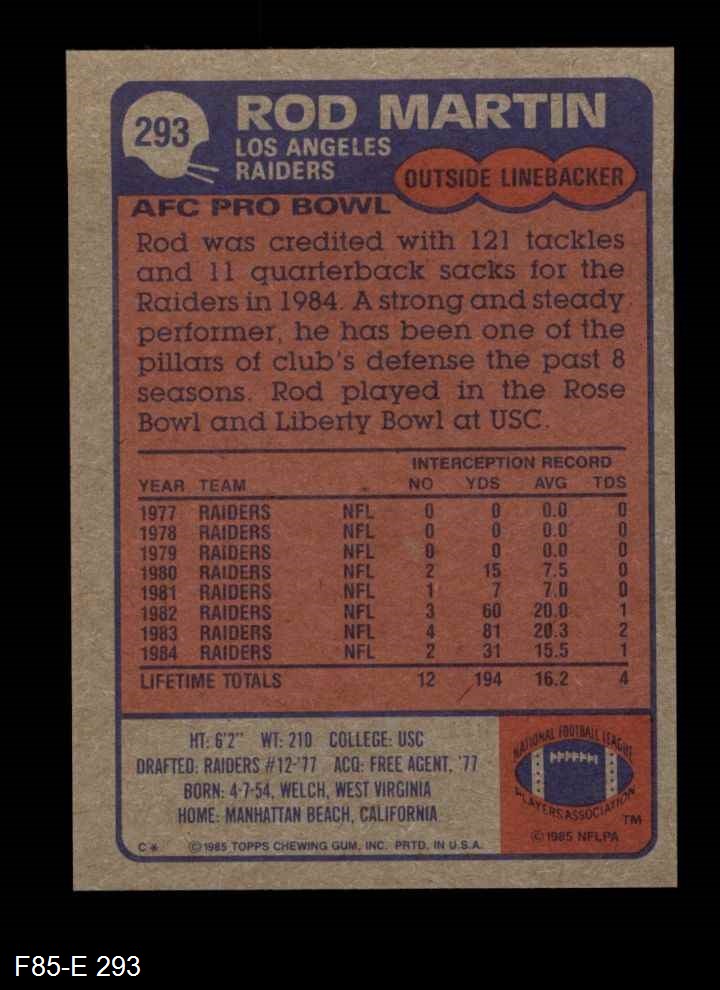 293
ROD MARTIN
LOS ANGELES
RAIDERS
OUTSIDE LINEBACKER
AFC PRO BOWL
Rod was credited with 121 tackles
and 11 quarterback sacks for the
Raiders in 1984. A strong and steady
performer, he has been one of the
pillars of club's defense the past 8
seasons. Rod played in the Rose
Bowl and Liberty Bowl at USC.
INTERCEPTION RECORD
YEAR TEAM NO YDS AVG TDS
1977 RAIDERS NFL 0 0 0.0 0
1978 RAIDERS NFL 0 0 0.0 0
1979 RAIDERS NFL 0 0 0.0 0
1980 RAIDERS NFL 2 15 7.5 0
1981 RAIDERS NFL 1 7 7.0 0
1982 RAIDERS NFL 3 60 20.0 1
1983 RAIDERS NFL 4 81 20.3 2
1984 RAIDERS NFL 2 31 15.5 1
LIFETIME TOTALS 12 194 16.2 4
HT: 6'2" WT: 210 COLLEGE: USC
DRAFTED: RAIDERS #12-'77 ACQ: FREE AGENT, '77
BORN: 4-7-54, WELCH, WEST VIRGINIA
HOME: MANHATTAN BEACH, CALIFORNIA
C* ©1985 TOPPS CHEWING GUM, INC. PRTD. IN U.S.A.
NATIONAL FOOTBALL LEAGUE
PLAYERS ASSOCIATION
TM
©1985 NFLPA
F85-E 293